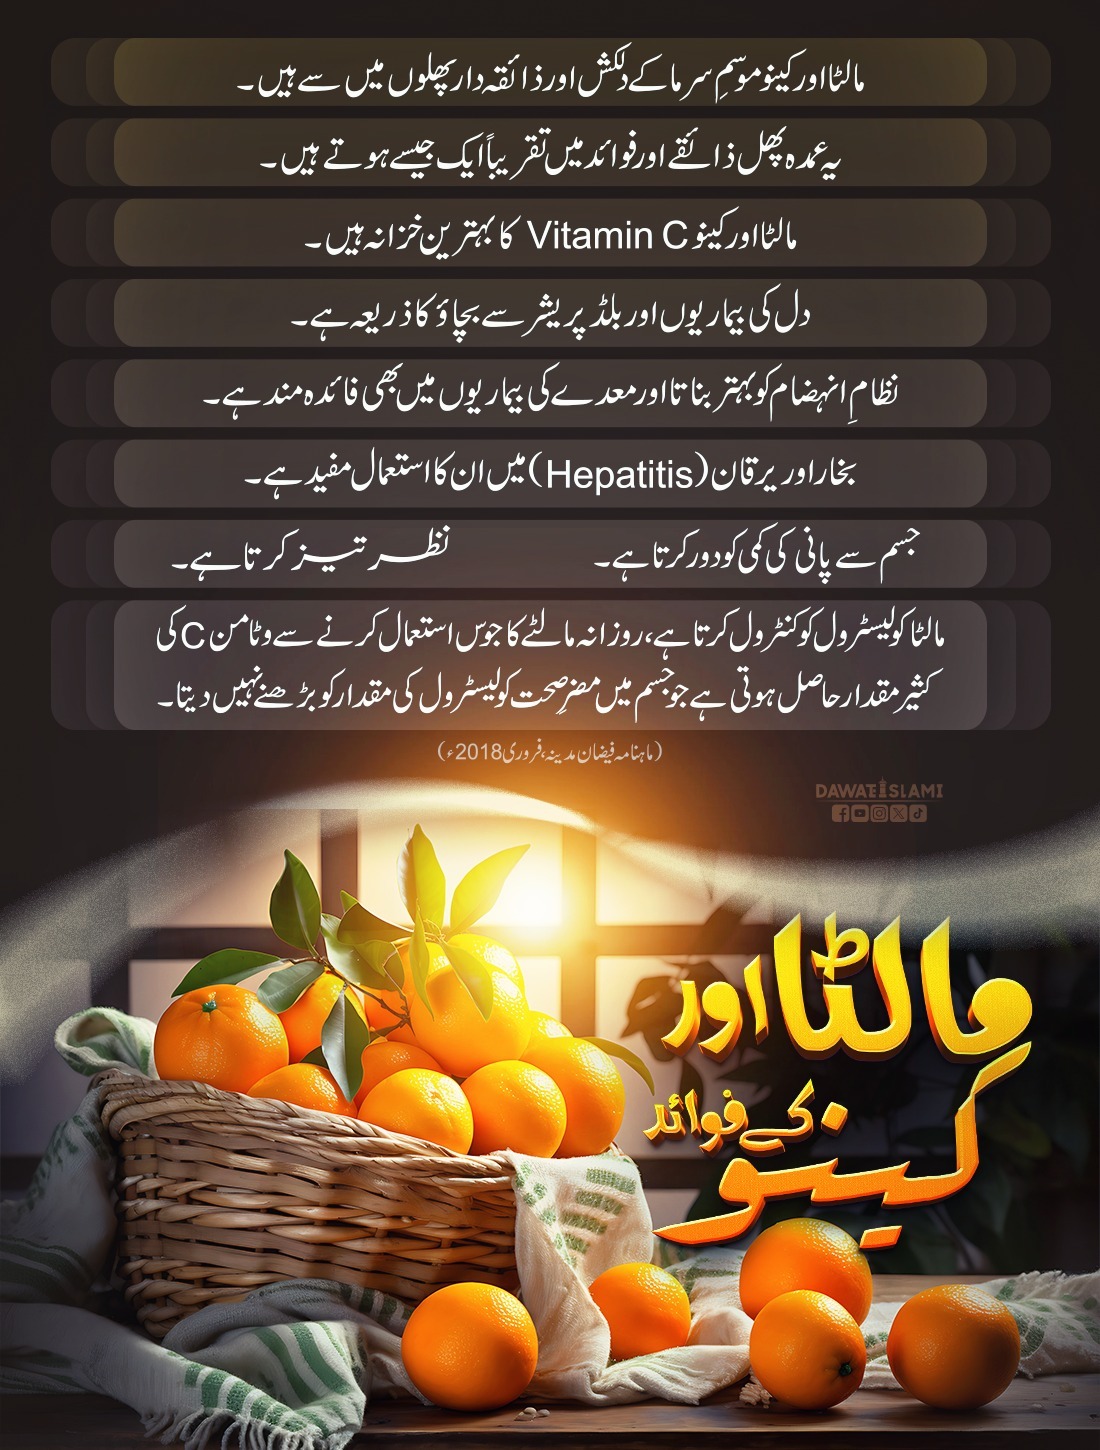 مالٹا اور کینو موسمِ سرما کے دلکش اور ذائقہ دار پھلوں میں سے ہیں۔
یہ عمدہ پھل ذائقے اور فوائد میں تقریباً ایک جیسے ہوتے ہیں۔
مالٹا اور کینو Vitamin C کا بہترین خزانہ ہیں۔
دل کی بیماریوں اور بلڈ پریشر سے بچاؤ کا ذریعہ ہے۔
نظامِ انہضام کو بہتر بناتا اور معدے کی بیماریوں میں بھی فائدہ مند ہے۔
بخار اور یرقان (Hepatitis) میں ان کا استعمال مفید ہے۔
جسم سے پانی کی کمی کو دور کرتا ہے۔ نظر تیز کرتا ہے۔
مالٹا کولیسٹرول کو کنٹرول کرتا ہے، روزانہ مالٹے کا جوس استعمال کرنے سے وٹامن C کی
کثیر مقدار حاصل ہوتی ہے جو جسم میں مضرِ صحت کولیسٹرول کی مقدار کو بڑھنے نہیں دیتا۔
(ماہنامہ فیضان مدینہ، فروری 2018ء)
DAWATEISLAMI
مالٹا اور
کینو کے فوائد